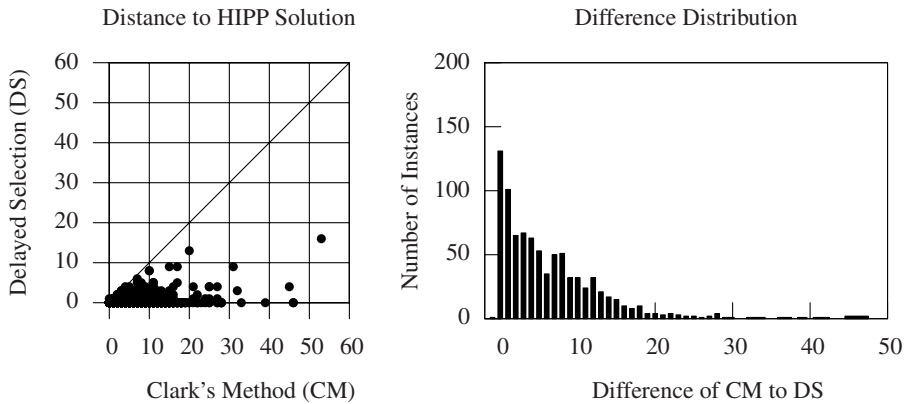 Distance to HIPP Solution
Delayed Selection (DS)
60
50
40
30
20
10
0
0 10 20 30 40 50 60
Clark's Method (CM)
Difference Distribution
Number of Instances
200
150
100
50
0
0 10 20 30 40 50
Difference of CM to DS